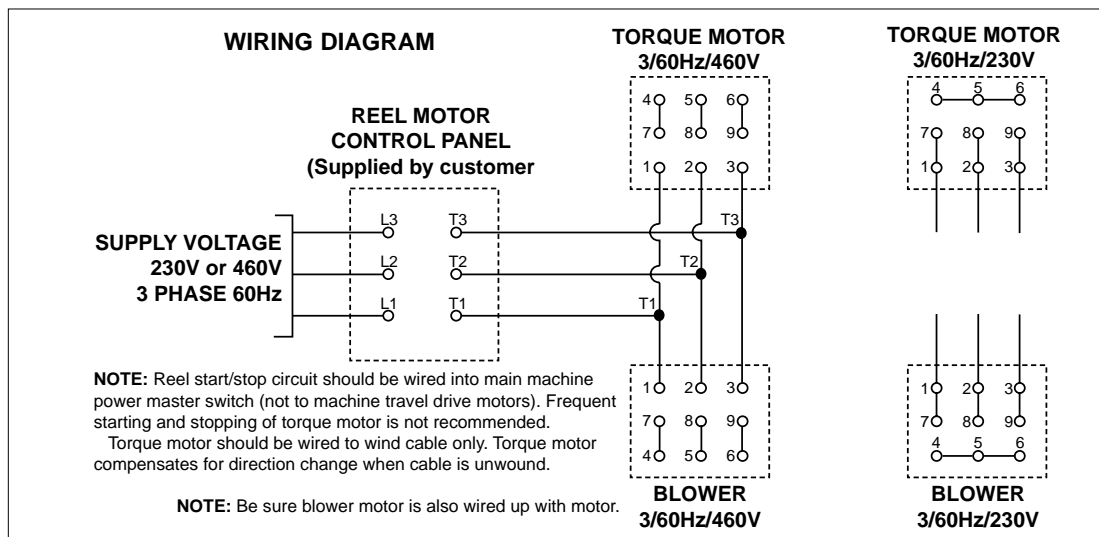 WIRING DIAGRAM
TORQUE MOTOR
3/60Hz/460V
TORQUE MOTOR
3/60Hz/230V
REEL MOTOR
CONTROL PANEL
(Supplied by customer
4 5 6
7 8 9
1 2 3
4 5 6
7 8 9
1 2 3
SUPPLY VOLTAGE
230V or 460V
3 PHASE 60Hz
L3 T3 T3
L2 T2 T2
L1 T1 T1
NOTE: Reel start/stop circuit should be wired into main machine
power master switch (not to machine travel drive motors). Frequent
starting and stopping of torque motor is not recommended.
Torque motor should be wired to wind cable only. Torque motor
compensates for direction change when cable is unwound.
NOTE: Be sure blower motor is also wired up with motor.
1 2 3
7 8 9
4 5 6
BLOWER
3/60Hz/460V
1 2 3
7 8 9
4 5 6
BLOWER
3/60Hz/230V